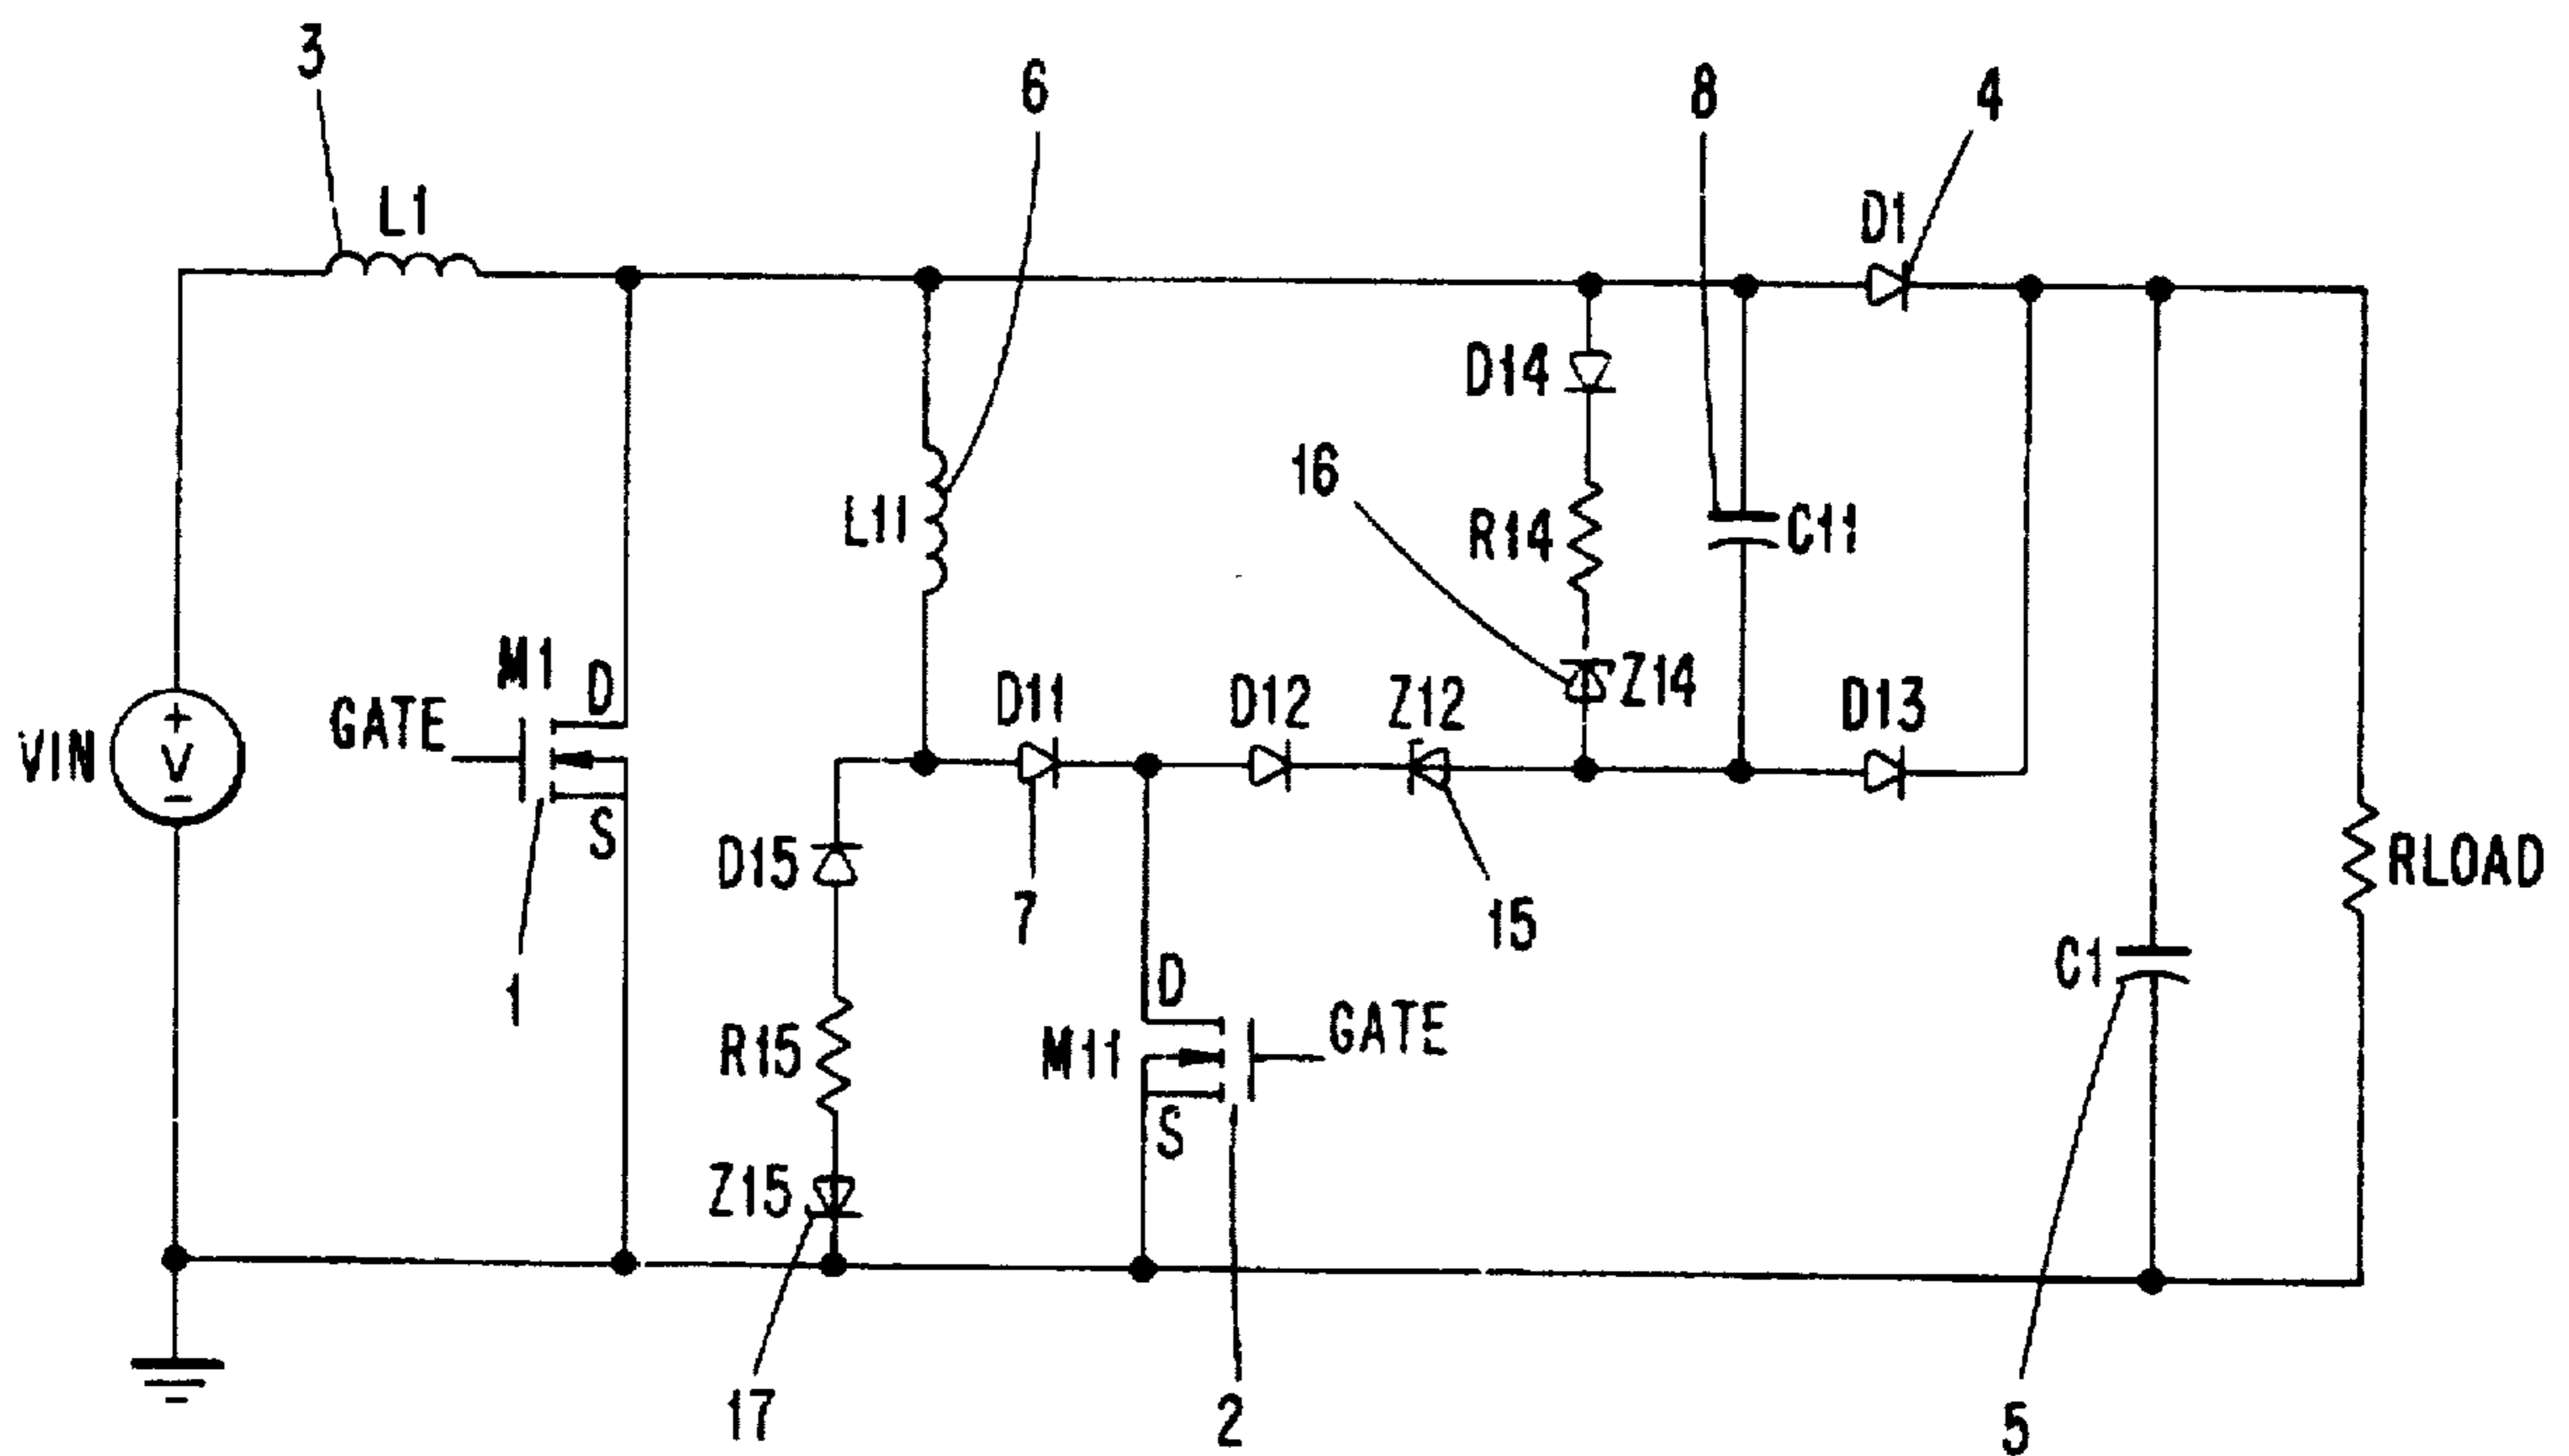 3
6
8
4
L1
D1
D14
16
L11
R14
C11
M1
D
GATE
VIN
+
V
−
S
D11
D12
Z12
Z14
D13
D15
7
15
RLOAD
1
D
C1
R15
M11
GATE
S
Z15
17
2
5